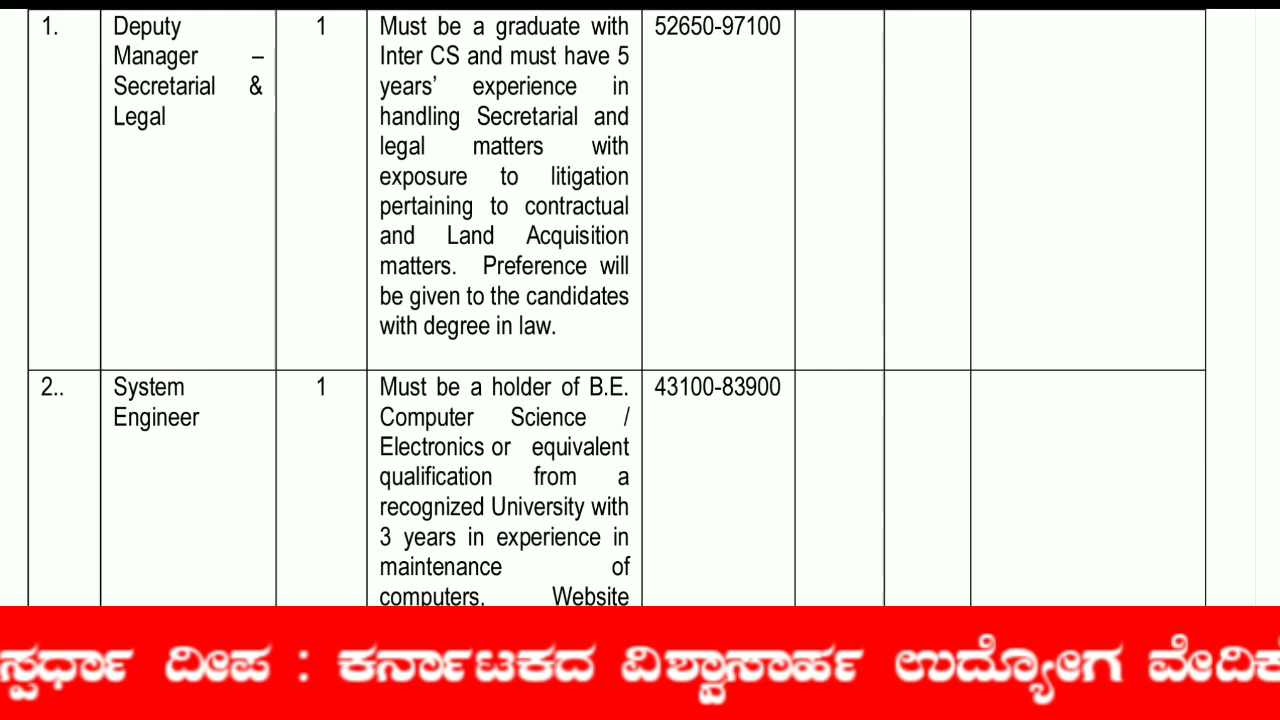 1.
Deputy
Manager –
Secretarial &
Legal
1
Must be a graduate with
Inter CS and must have 5
years’ experience in
handling Secretarial and
legal matters with
exposure to litigation
pertaining to contractual
and Land Acquisition
matters. Preference will
be given to the candidates
with degree in law.
52650-97100
2..
System
Engineer
1
Must be a holder of B.E.
Computer Science /
Electronics or equivalent
qualification from a
recognized University with
3 years in experience in
maintenance of
computers, Website
43100-83900
ಸ್ಪರ್ಧಾ ದೀಪ : ಕರ್ನಾಟಕದ ವಿಶ್ವಾಸಾರ್ಹ ಉದ್ಯೋಗ ವೇದಿಕ